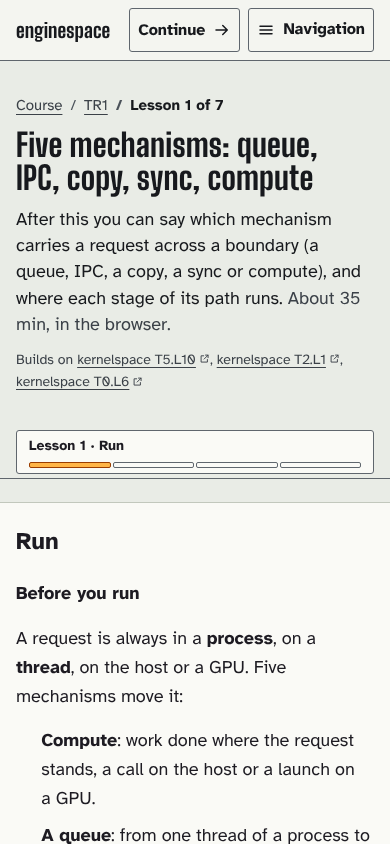 enginespace
Continue →
Navigation
Course / TR1 / Lesson 1 of 7
Five mechanisms: queue,
IPC, copy, sync, compute
After this you can say which mechanism
carries a request across a boundary (a
queue, IPC, a copy, a sync or compute), and
where each stage of its path runs. About 35
min, in the browser.
Builds on kernelspace T5.L10, kernelspace T2.L1,
kernelspace T0.L6
Lesson 1 · Run
Run
Before you run
A request is always in a process, on a
thread, on the host or a GPU. Five
mechanisms move it:
Compute: work done where the request
stands, a call on the host or a launch on
a GPU.
A queue: from one thread of a process to